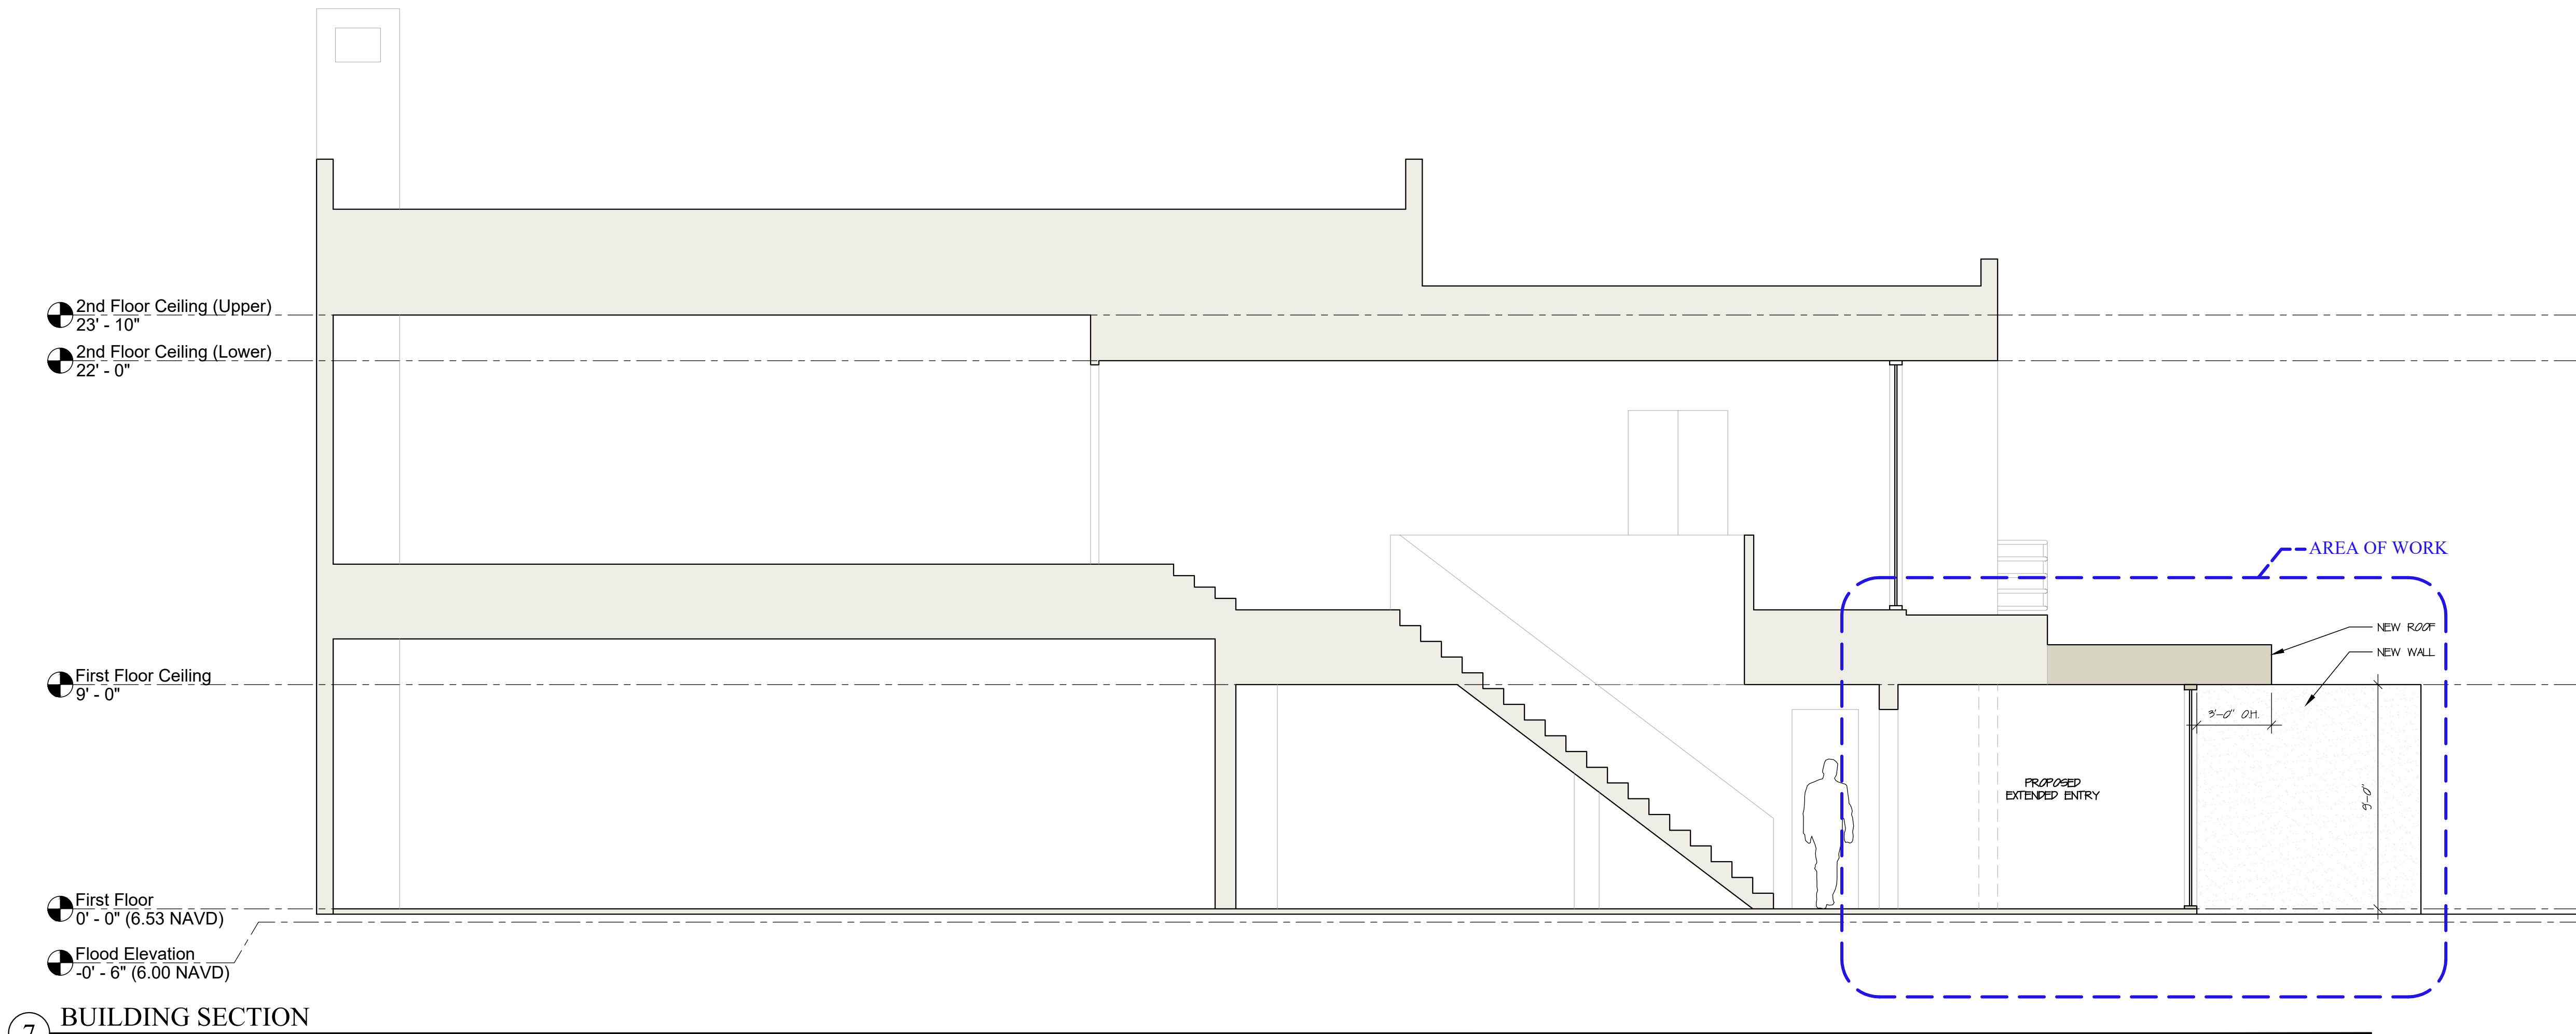 2nd Floor Ceiling (Upper)
23' - 10"
2nd Floor Ceiling (Lower)
22' - 0"
AREA OF WORK
NEW ROOF
NEW WALL
First Floor Ceiling
9' - 0"
3'-0" O.H.
PROPOSED
EXTENDED ENTRY
9'-0"
First Floor
0' - 0" (6.53 NAVD)
Flood Elevation
-0' - 6" (6.00 NAVD)
7
BUILDING SECTION